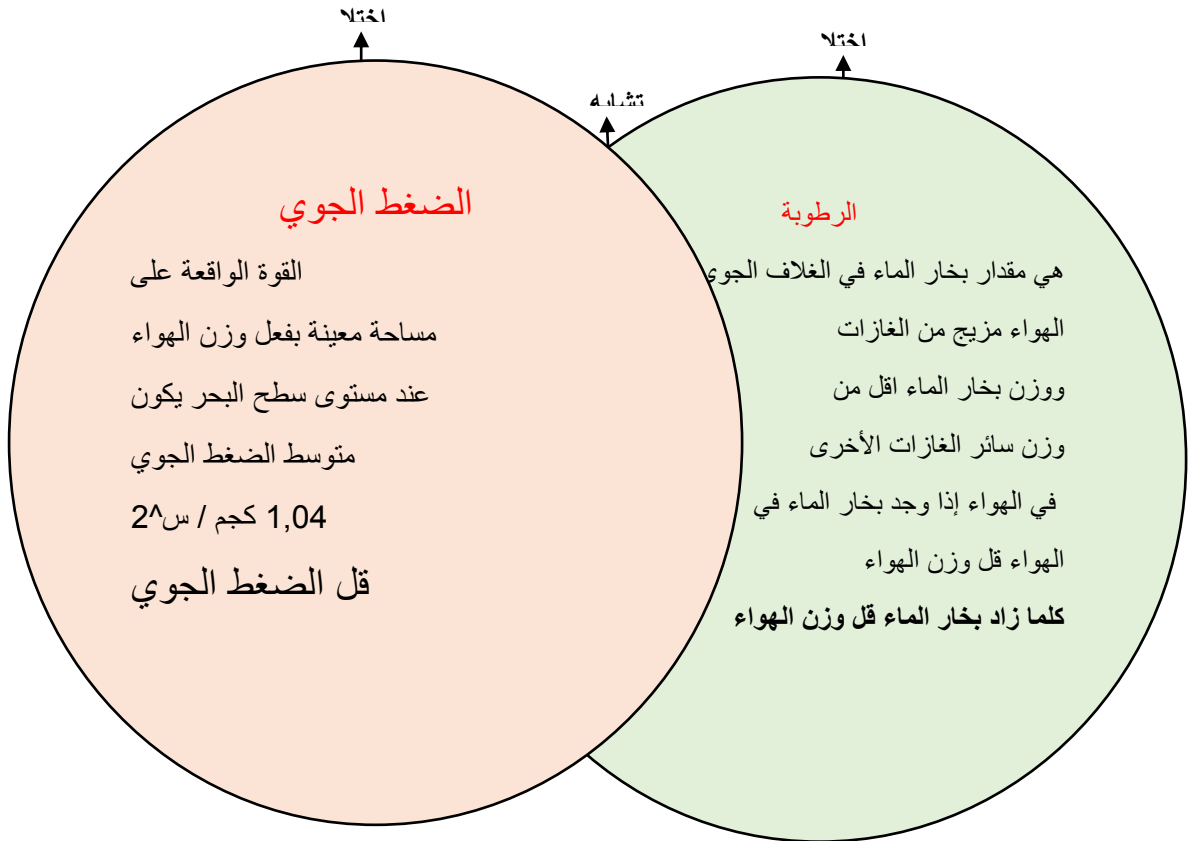 اختلا
اختلا
تشابه
الرطوبة
هي مقدار بخار الماء في الغلاف الجوي
الهواء مزيج من الغازات
ووزن بخار الماء اقل من
وزن سائر الغازات الأخرى
في الهواء إذا وجد بخار الماء في
الهواء قل وزن الهواء
كلما زاد بخار الماء قل وزن الهواء
الضغط الجوي
القوة الواقعة على
مساحة معينة بفعل وزن الهواء
عند مستوى سطح البحر يكون
متوسط الضغط الجوي
1,04 كجم / س^2
قل الضغط الجوي